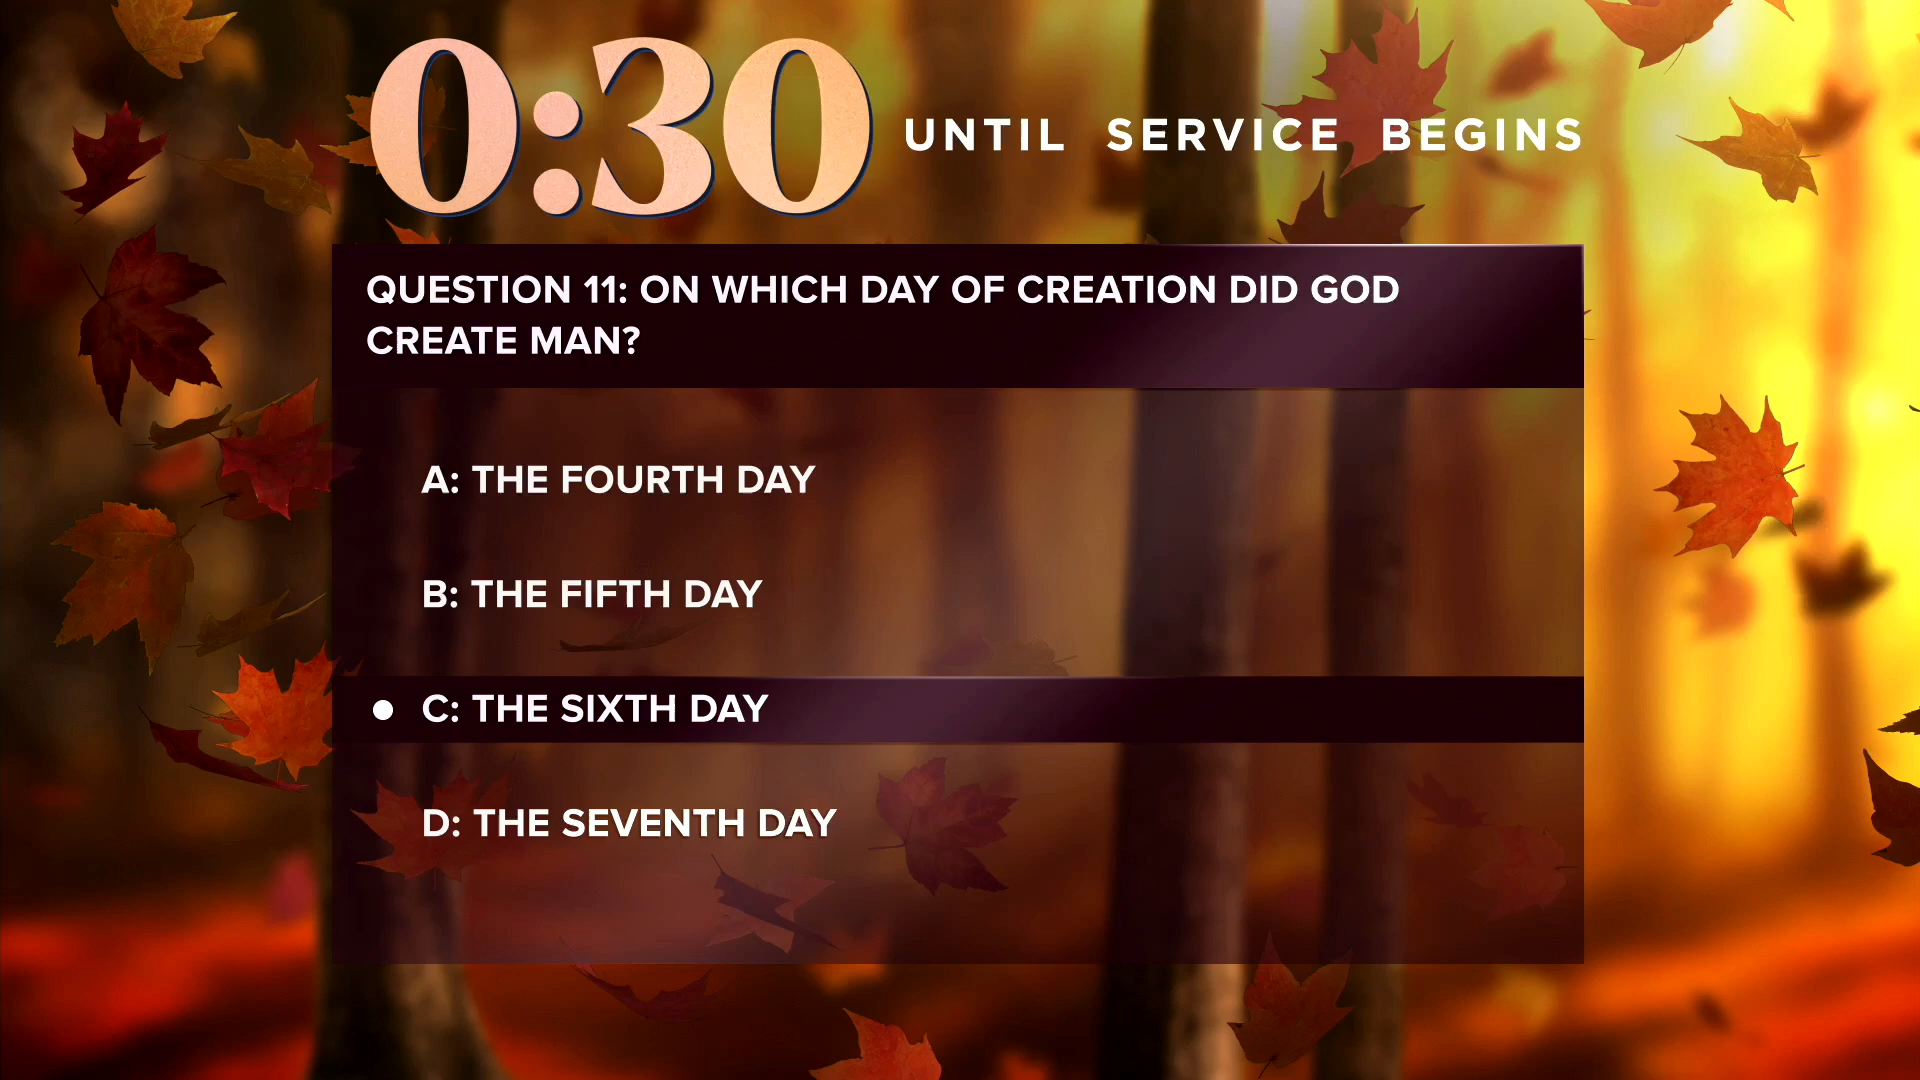 0:30 UNTIL SERVICE BEGINS
QUESTION 11: ON WHICH DAY OF CREATION DID GOD
CREATE MAN?
A: THE FOURTH DAY
B: THE FIFTH DAY
C: THE SIXTH DAY
D: THE SEVENTH DAY